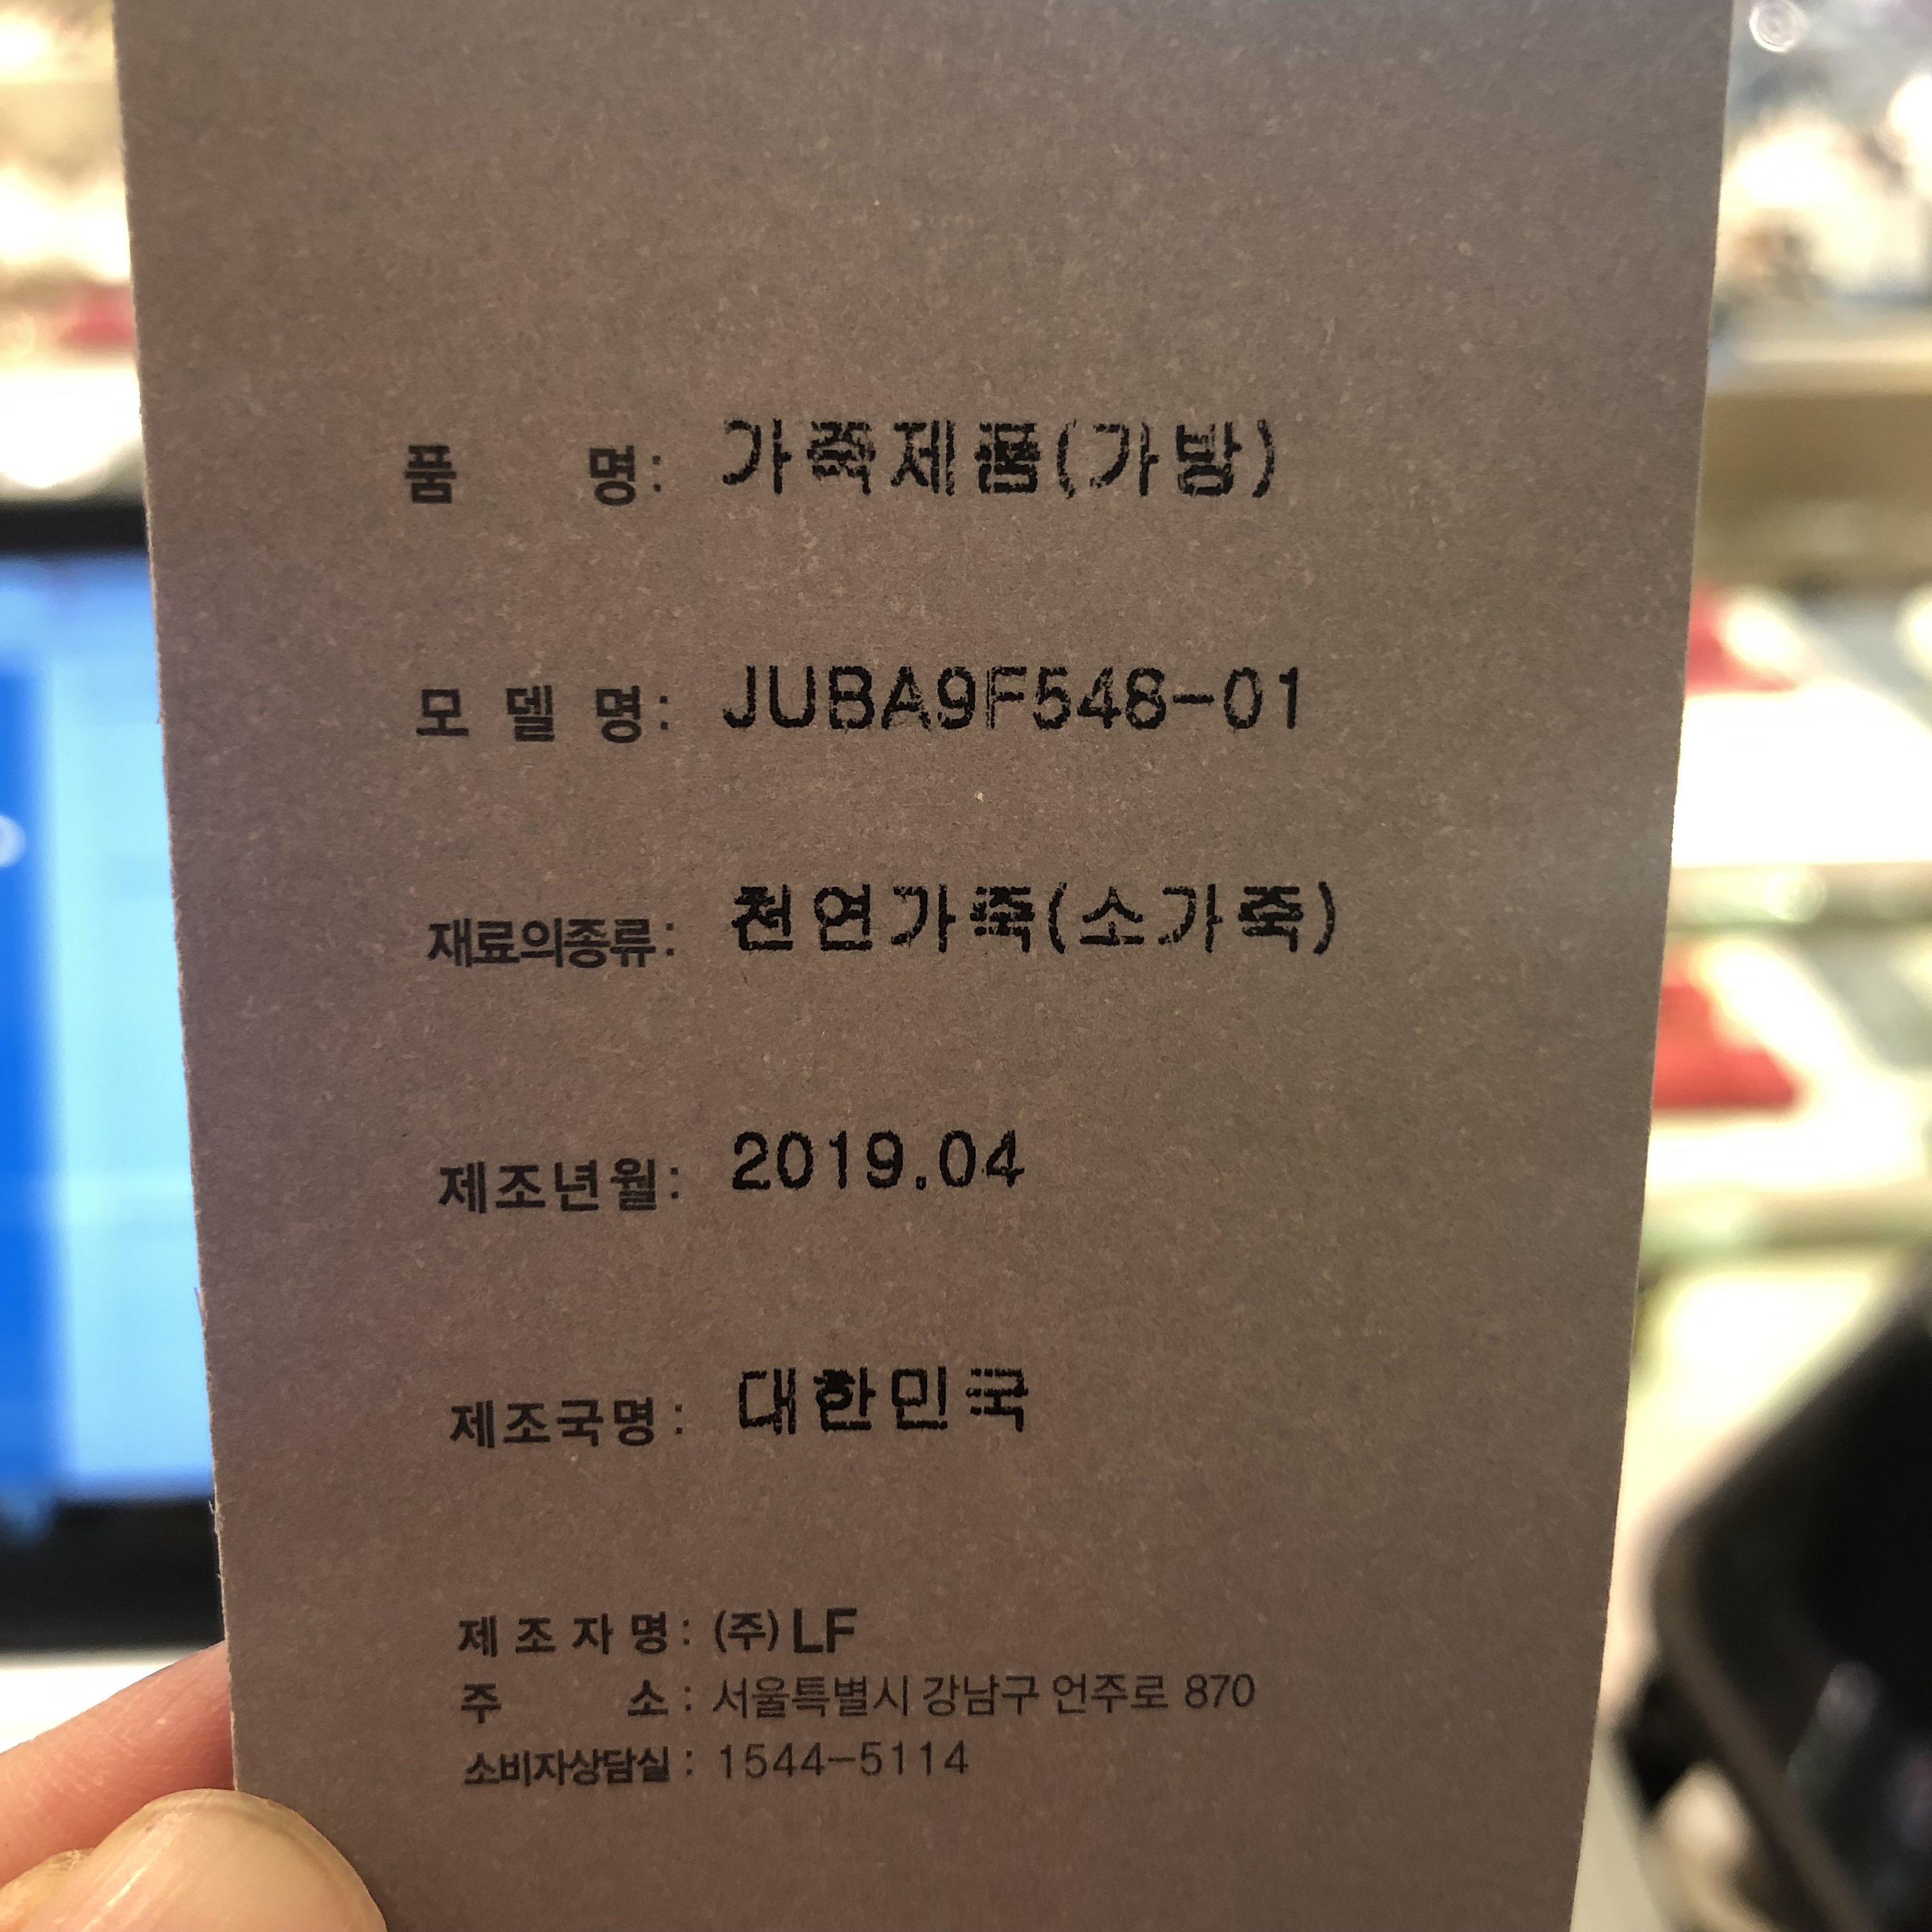 품 명: 가죽제품(가방)
모 델 명: JUBA9F548-01
재료의종류: 천연가죽(소가죽)
제조년월: 2019.04
제조국명: 대한민국
제 조 자 명: (주)LF
주 소: 서울특별시 강남구 언주로 870
소비자상담실: 1544-5114